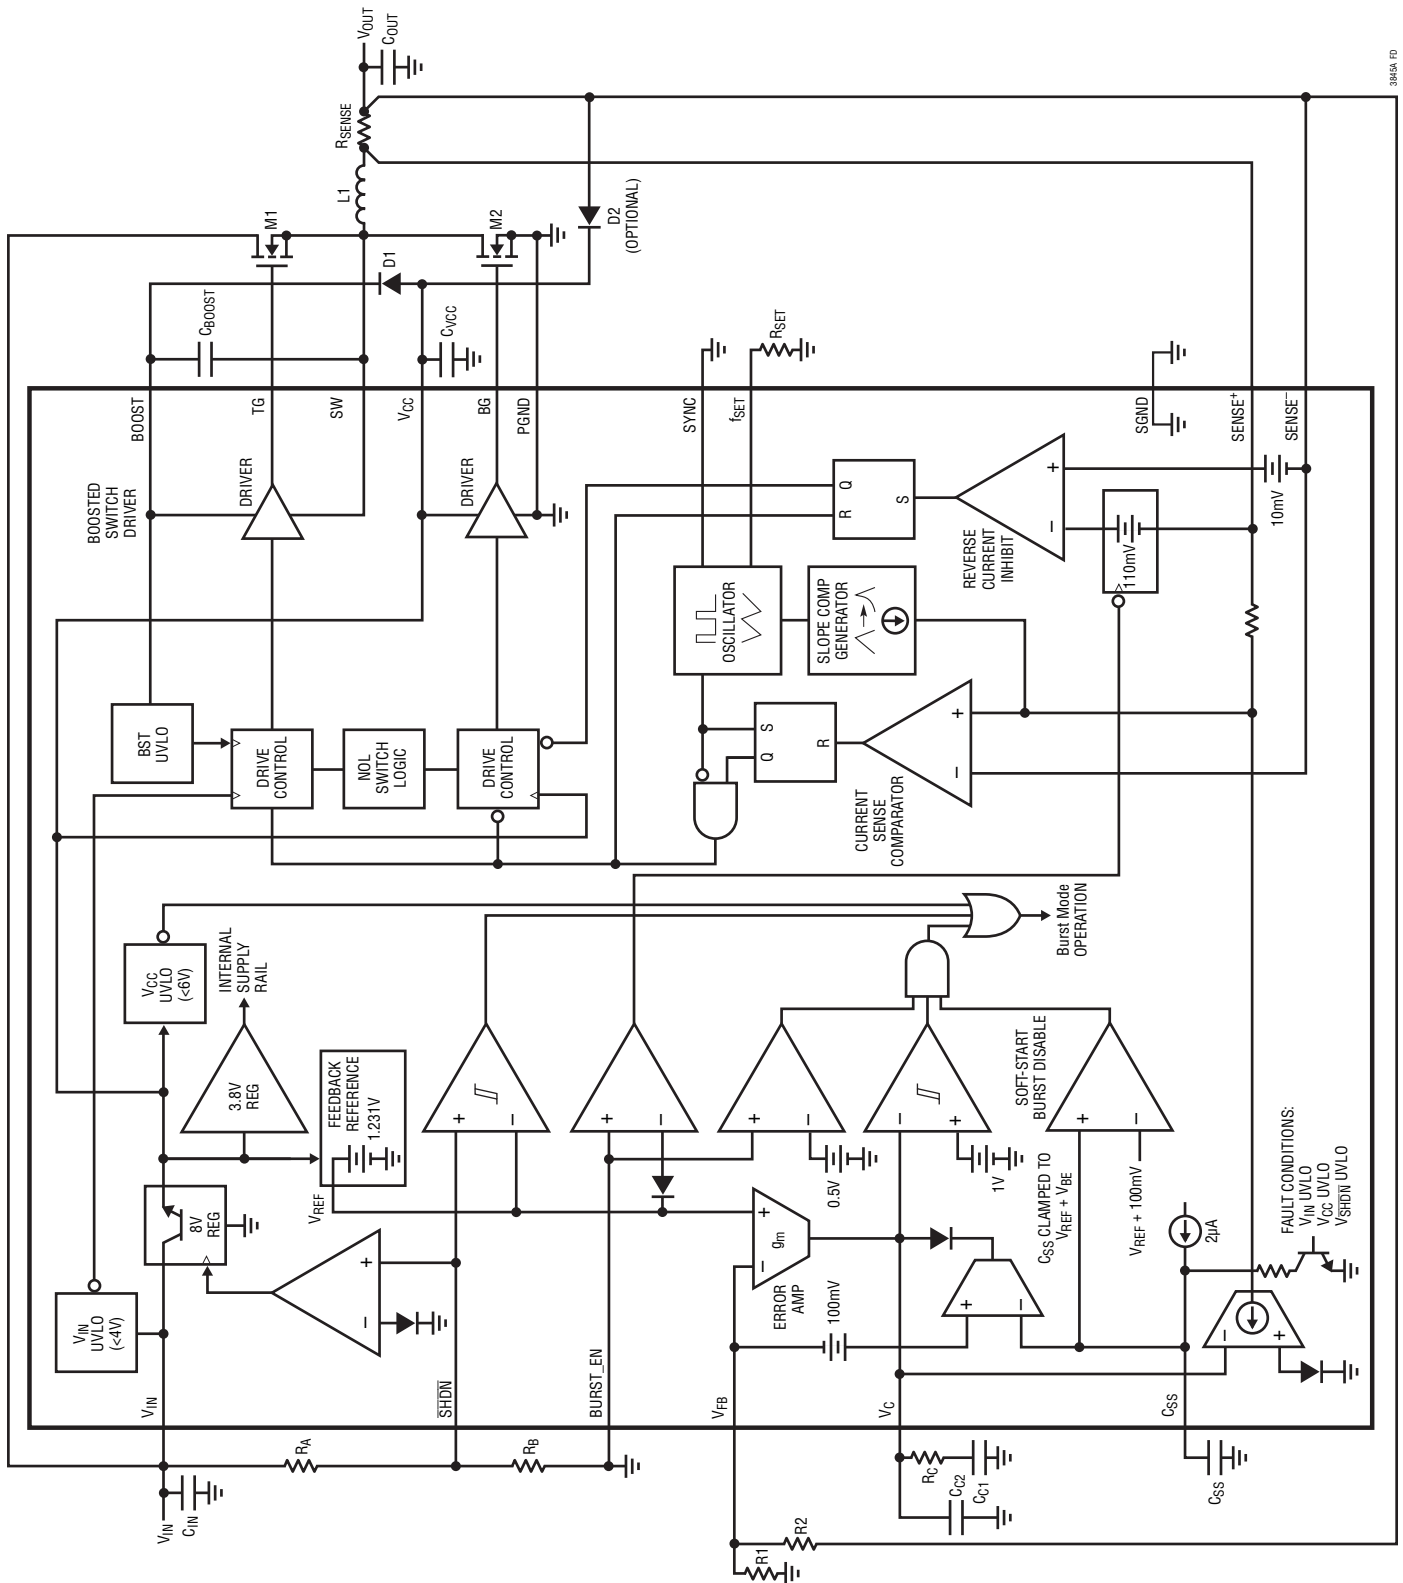 VIN
CIN
RA
RB
R1
R2
RC
CC2
CC1
CSS
VIN
SHDN
BURST_EN
VFB
VC
CSS
VIN
UVLO
(<4V)
8V
REG
VCC
UVLO
(<6V)
3.8V
REG
INTERNAL
SUPPLY
RAIL
VREF
FEEDBACK
REFERENCE
1.231V
+
–
+
–
+
–
+
–
0.5V
–
+
1V
+
–
SOFT-START
BURST DISABLE
–
+
gm
ERROR
AMP
100mV
+
–
CSS CLAMPED TO
VREF + VBE
VREF + 100mV
2µA
–
+
FAULT CONDITIONS:
VIN UVLO
VCC UVLO
VSHDN UVLO
Burst Mode
OPERATION
BST
UVLO
DRIVE
CONTROL
NOL
SWITCH
LOGIC
DRIVE
CONTROL
BOOSTED
SWITCH
DRIVER
DRIVER
DRIVER
OSCILLATOR
SLOPE COMP
GENERATOR
S
Q
R
CURRENT
SENSE
COMPARATOR
+
–
R
Q
S
REVERSE
CURRENT
INHIBIT
+
–
110mV
10mV
BOOST
TG
SW
VCC
BG
PGND
SYNC
fSET
SGND
SENSE+
SENSE–
CBOOST
CVCC
D1
M1
M2
L1
RSENSE
VOUT
COUT
D2
(OPTIONAL)
RSET
3845A FD